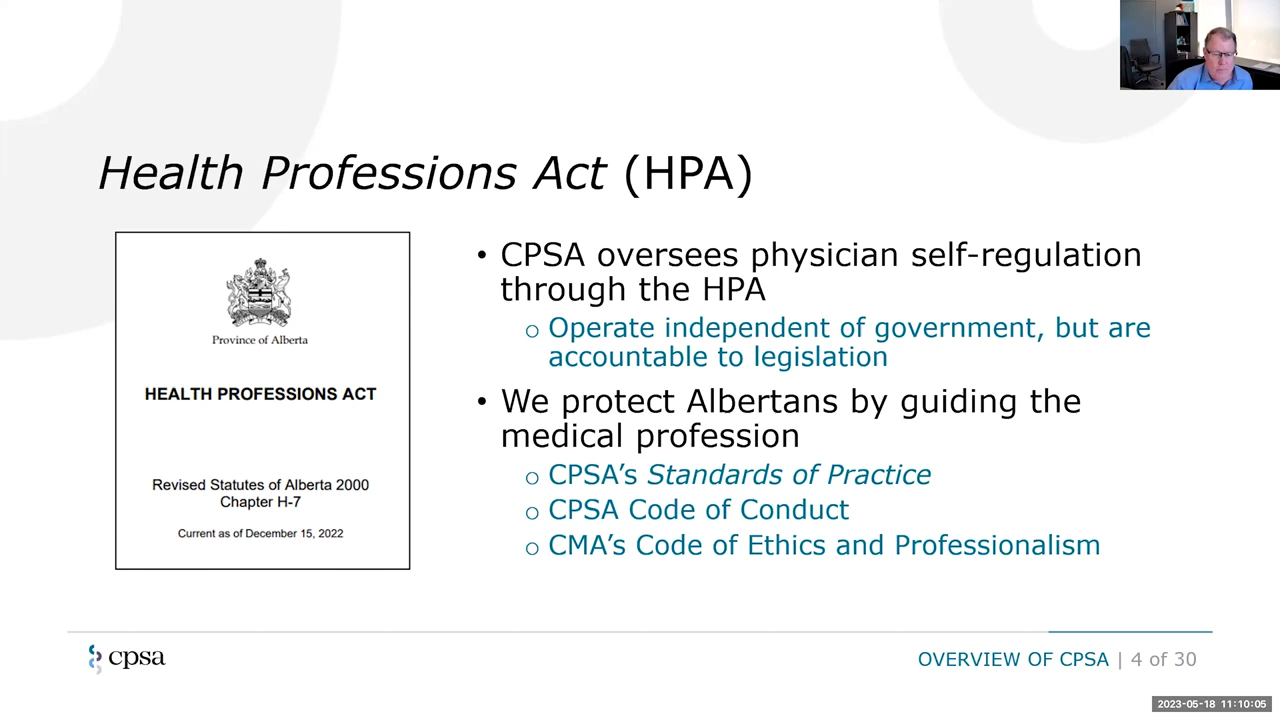 Health Professions Act (HPA)
Province of Alberta
HEALTH PROFESSIONS ACT
Revised Statutes of Alberta 2000
Chapter H-7
Current as of December 15, 2022
• CPSA oversees physician self-regulation
through the HPA
o Operate independent of government, but are
accountable to legislation
• We protect Albertans by guiding the
medical profession
o CPSA’s Standards of Practice
o CPSA Code of Conduct
o CMA’s Code of Ethics and Professionalism
cpsa
OVERVIEW OF CPSA | 4 of 30
2023-05-18 11:10:05